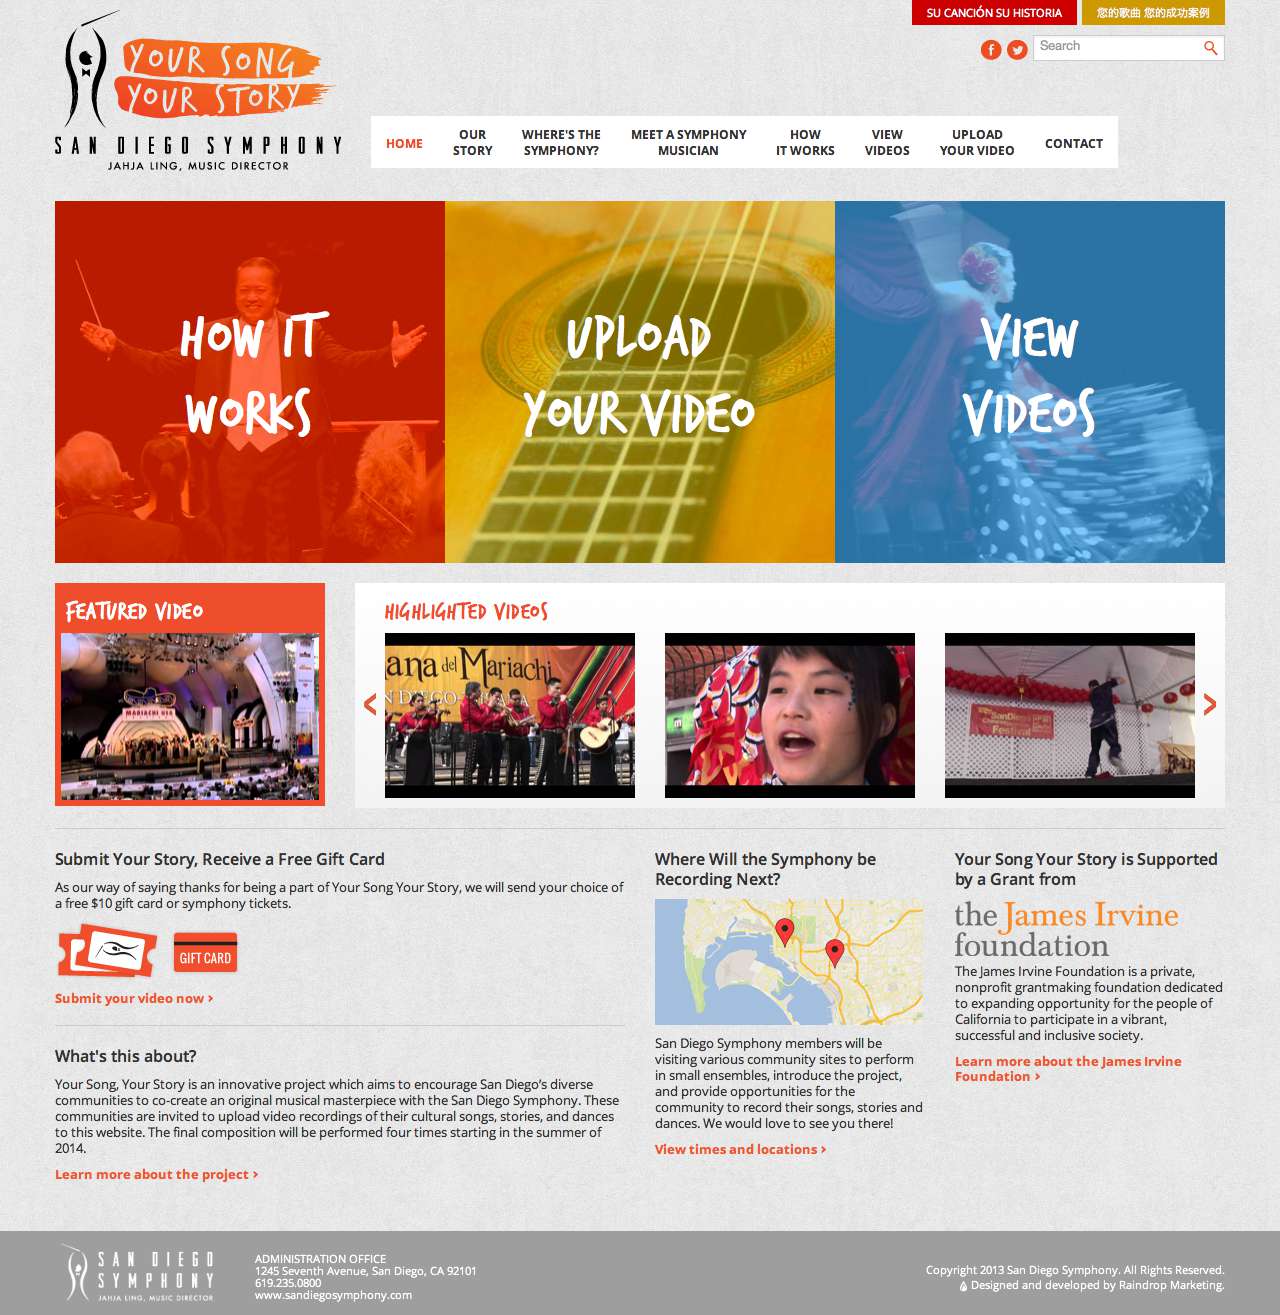 SU CANCIÓN SU HISTORIA
您的歌曲 您的成功案例
Search
YOUR SONG
YOUR STORY
SAN DIEGO SYMPHONY
JAHJA LING, MUSIC DIRECTOR
HOME
OUR
STORY
WHERE'S THE
SYMPHONY?
MEET A SYMPHONY
MUSICIAN
HOW
IT WORKS
VIEW
VIDEOS
UPLOAD
YOUR VIDEO
CONTACT
HOW IT
WORKS
UPLOAD
YOUR VIDEO
VIEW
VIDEOS
FEATURED VIDEO
MARIACHI USA
HIGHLIGHTED VIDEOS
ana del Mariachi
N DIEGO
SanDiego
Festival
Submit Your Story, Receive a Free Gift Card
As our way of saying thanks for being a part of Your Song Your Story, we will send your choice of
a free $10 gift card or symphony tickets.
GIFT CARD
Submit your video now ›
What's this about?
Your Song, Your Story is an innovative project which aims to encourage San Diego's diverse
communities to co-create an original musical masterpiece with the San Diego Symphony. These
communities are invited to upload video recordings of their cultural songs, stories, and dances
to this website. The final composition will be performed four times starting in the summer of
2014.
Learn more about the project ›
Where Will the Symphony be
Recording Next?
San Diego Symphony members will be
visiting various community sites to perform
in small ensembles, introduce the project,
and provide opportunities for the
community to record their songs, stories and
dances. We would love to see you there!
View times and locations ›
Your Song Your Story is Supported
by a Grant from
the James Irvine
foundation
The James Irvine Foundation is a private,
nonprofit grantmaking foundation dedicated
to expanding opportunity for the people of
California to participate in a vibrant,
successful and inclusive society.
Learn more about the James Irvine
Foundation ›
SAN DIEGO
SYMPHONY
JAHJA LING, MUSIC DIRECTOR
ADMINISTRATION OFFICE
1245 Seventh Avenue, San Diego, CA 92101
619.235.0800
www.sandiegosymphony.com
Copyright 2013 San Diego Symphony. All Rights Reserved.
Designed and developed by Raindrop Marketing.